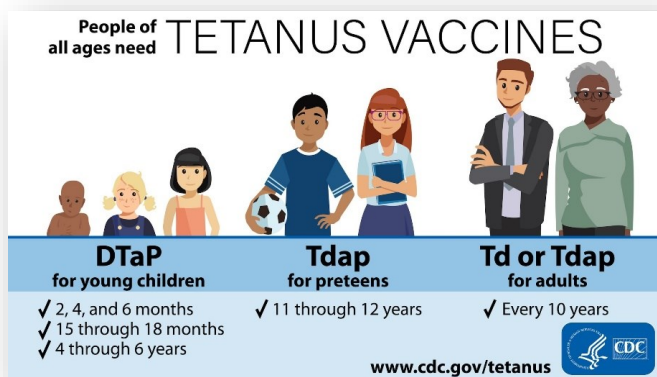 People of
all ages need
TETANUS VACCINES
DTaP
for young children
✓ 2, 4, and 6 months
✓ 15 through 18 months
✓ 4 through 6 years
Tdap
for preteens
✓ 11 through 12 years
Td or Tdap
for adults
✓ Every 10 years
www.cdc.gov/tetanus
CDC